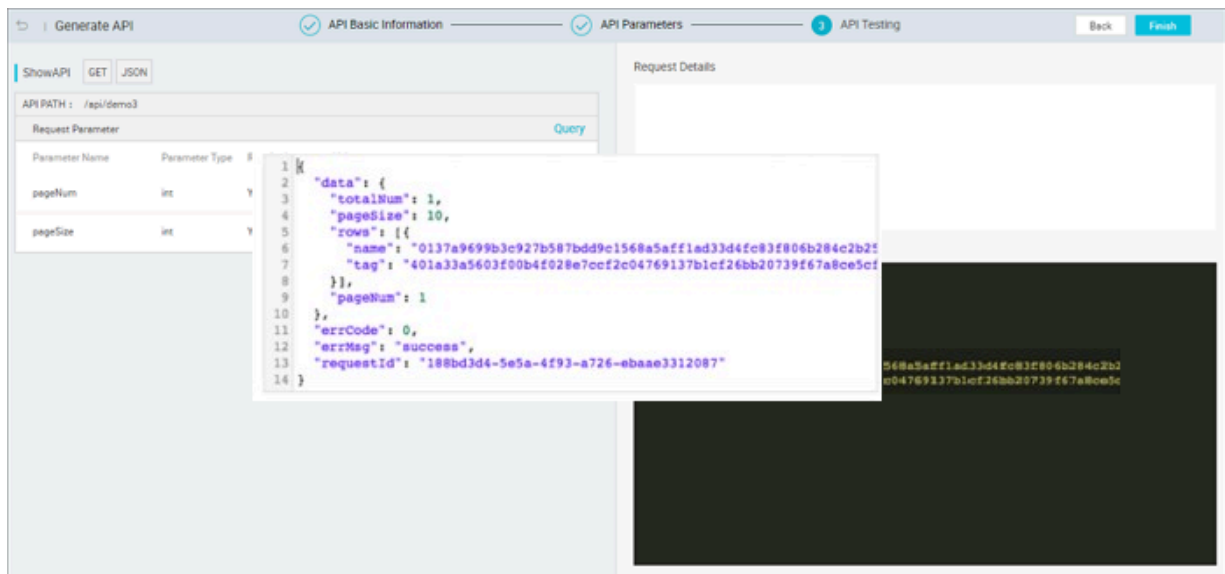 Generate API
API Basic Information
API Parameters
3 API Testing
Back
Finish
ShowAPI GET JSON
API PATH : /api/demo3
Request Parameter Query
Parameter Name Parameter Type
pageNum int
pageSize int
Request Details
1 {
2 "data": {
3 "totalNum": 1,
4 "pageSize": 10,
5 "rows": [{
6 "name": "0137a9699b3c927b587bdd9c1568a5aff1ad33d4fc83f806b284c2b25
7 "tag": "401a33a5603f00b4f028e7ccf2c04769137b1cf26bb20739f67a8ce5cf
8 }],
9 "pageNum": 1
10 },
11 "errCode": 0,
12 "errMsg": "success",
13 "requestId": "188bd3d4-5e5a-4f93-a726-ebaae3312087"
14 }
568a5aff1ad33d4fc83f806b284c2b2
c04769137b1cf26bb20739f67a8ce5c